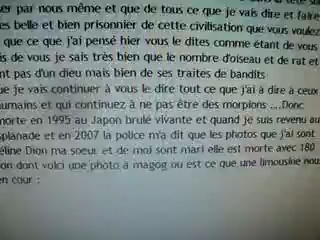 er par nous même et que de tous ce que je vais dire et faire
es belle et bien prisonnier de cette civilisation que vous voulez
que ce que j'ai pensé hier vous le dites comme étant de vous
is de vous je sais très bien que le nombre d'oiseau et de rat et
nt pas d'un dieu mais bien de ses traites de bandits
ue je vais continuer à vous le dire tout ce que j'ai à dire à ceux
umains et qui continuez à ne pas être des morpions ....Donc
morte en 1995 au Japon brulé vivante et quand je suis revenu au
splanade et en 2007 la police m'a dit que les photos que j'ai sont
éline Dion ma soeur et de moi sont mari elle est morte avec 180
on dont voici une photo à magog ou est ce que une limousine nous
en cour :